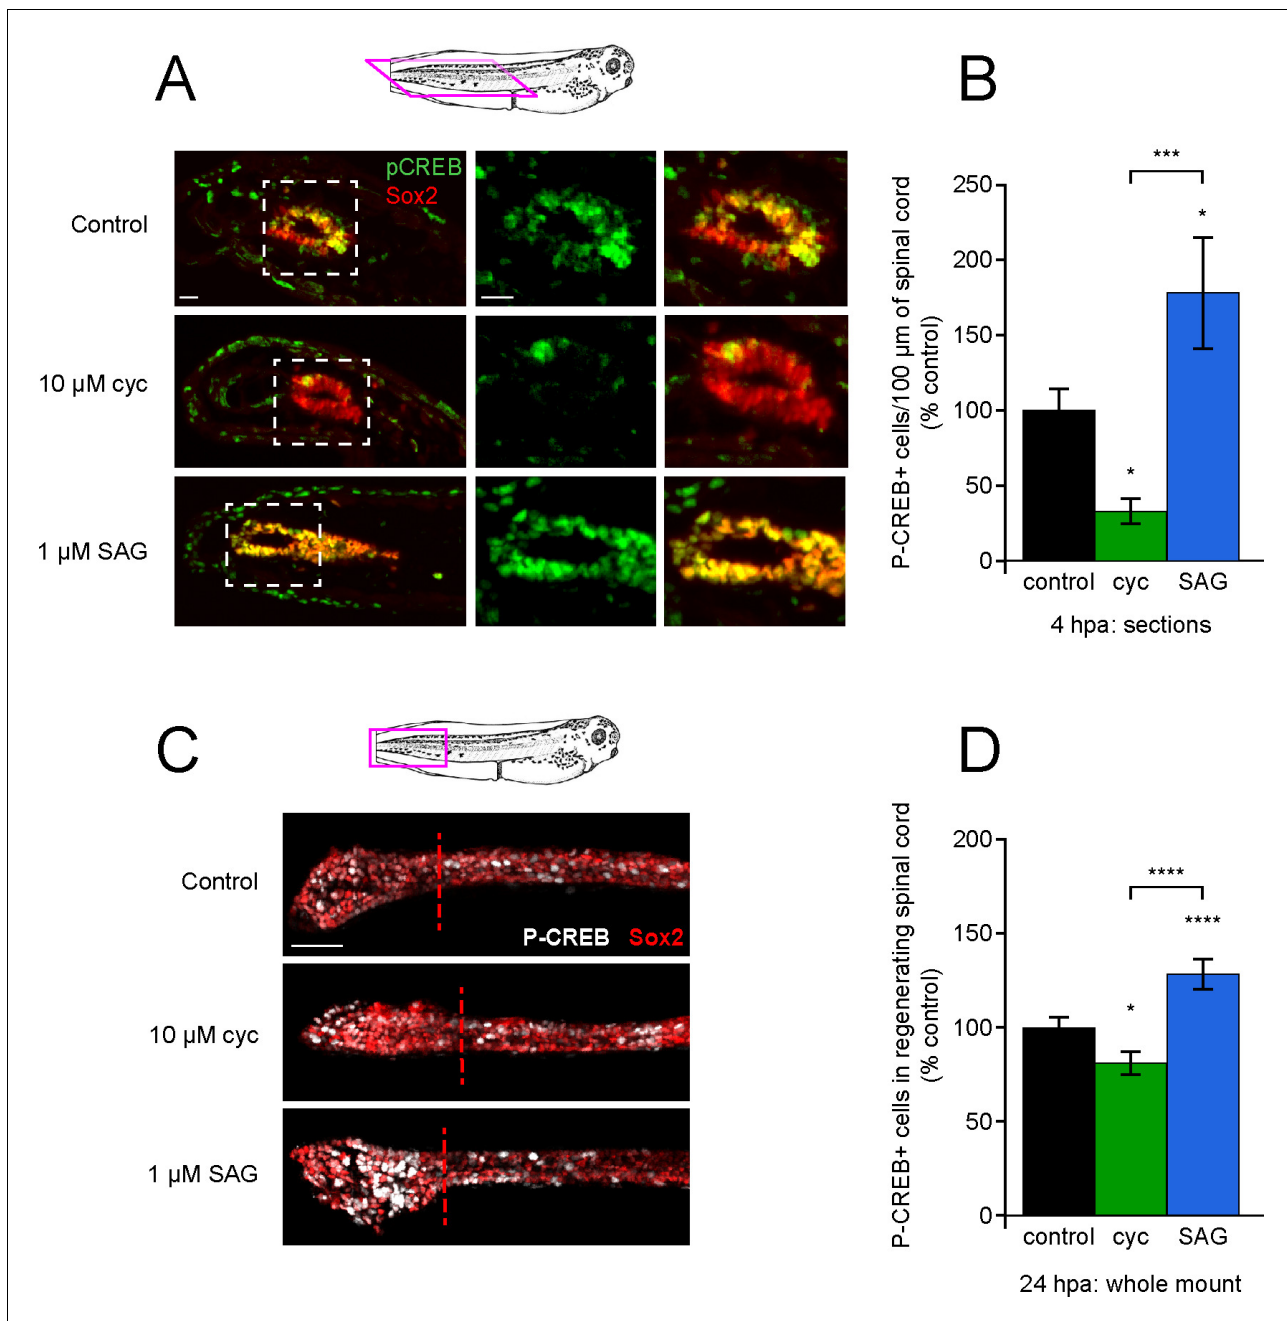 A
pCREB
Sox2
Control
10 µM cyc
1 µM SAG
B
P-CREB+ cells/100 µm of spinal cord
(% control)
250
200
150
100
50
0
***
*
*
control cyc SAG
4 hpa: sections
C
Control
P-CREB Sox2
10 µM cyc
1 µM SAG
D
P-CREB+ cells in regenerating spinal cord
(% control)
200
150
100
50
0
****
****
*
control cyc SAG
24 hpa: whole mount